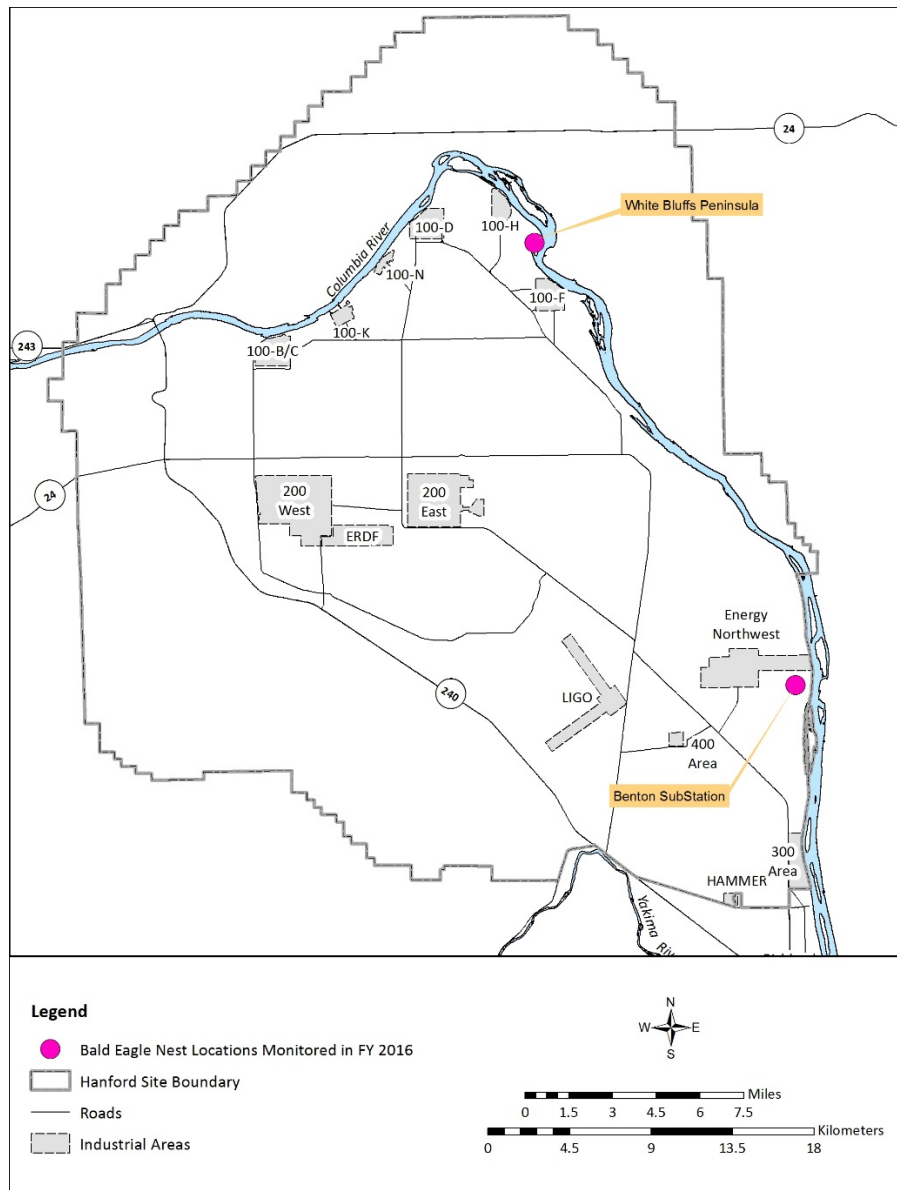 24
White Bluffs Peninsula
100-H
100-D
Columbia River
100-N
100-F
100-K
243
100-B/C
24
200
West
200
East
ERDF
Energy
Northwest
240
LIGO
400
Area
Benton SubStation
300
Area
HAMMER
Yakima
Legend
Bald Eagle Nest Locations Monitored in FY 2016
Hanford Site Boundary
Roads
Industrial Areas
N
W E
S
Miles
0 1.5 3 4.5 6 7.5
Kilometers
0 4.5 9 13.5 18